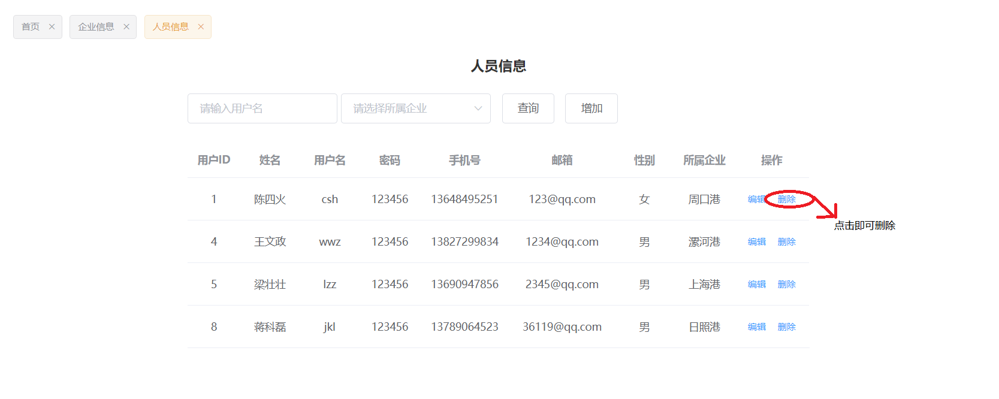 首页 企业信息 人员信息
人员信息
请输入用户名 请选择所属企业 查询 增加
用户ID 姓名 用户名 密码 手机号 邮箱 性别 所属企业 操作
1 陈四火 csh 123456 13648495251 123@qq.com 女 周口港 编辑 删除
点击即可删除
4 王文政 wwz 123456 13827299834 1234@qq.com 男 漯河港 编辑 删除
5 梁壮壮 lzz 123456 13690947856 2345@qq.com 男 上海港 编辑 删除
8 蒋科磊 jkl 123456 13789064523 36119@qq.com 男 日照港 编辑 删除